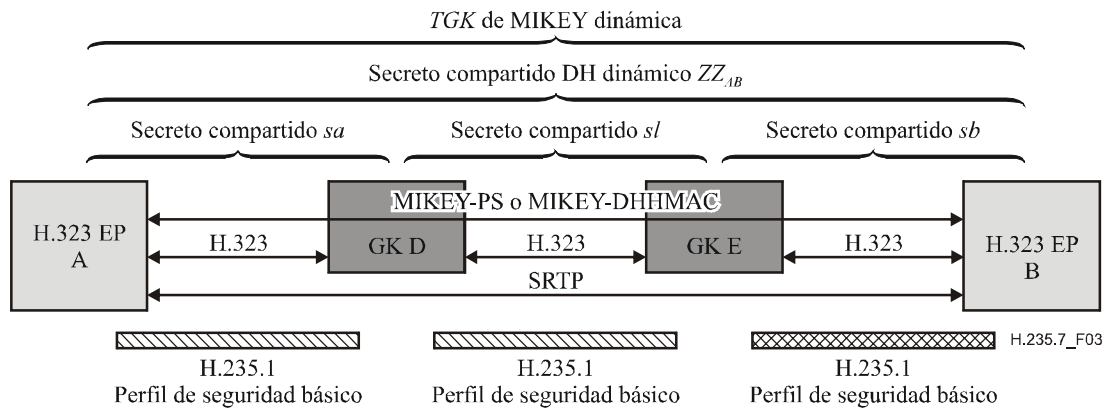 TGK de MIKEY dinámica
Secreto compartido DH dinámico ZZAB
Secreto compartido sa
Secreto compartido sl
Secreto compartido sb
MIKEY-PS o MIKEY-DHHMAC
H.323 EP
A
H.323
GK D
H.323
GK E
H.323
H.323 EP
B
SRTP
H.235.7_F03
H.235.1
Perfil de seguridad básico
H.235.1
Perfil de seguridad básico
H.235.1
Perfil de seguridad básico